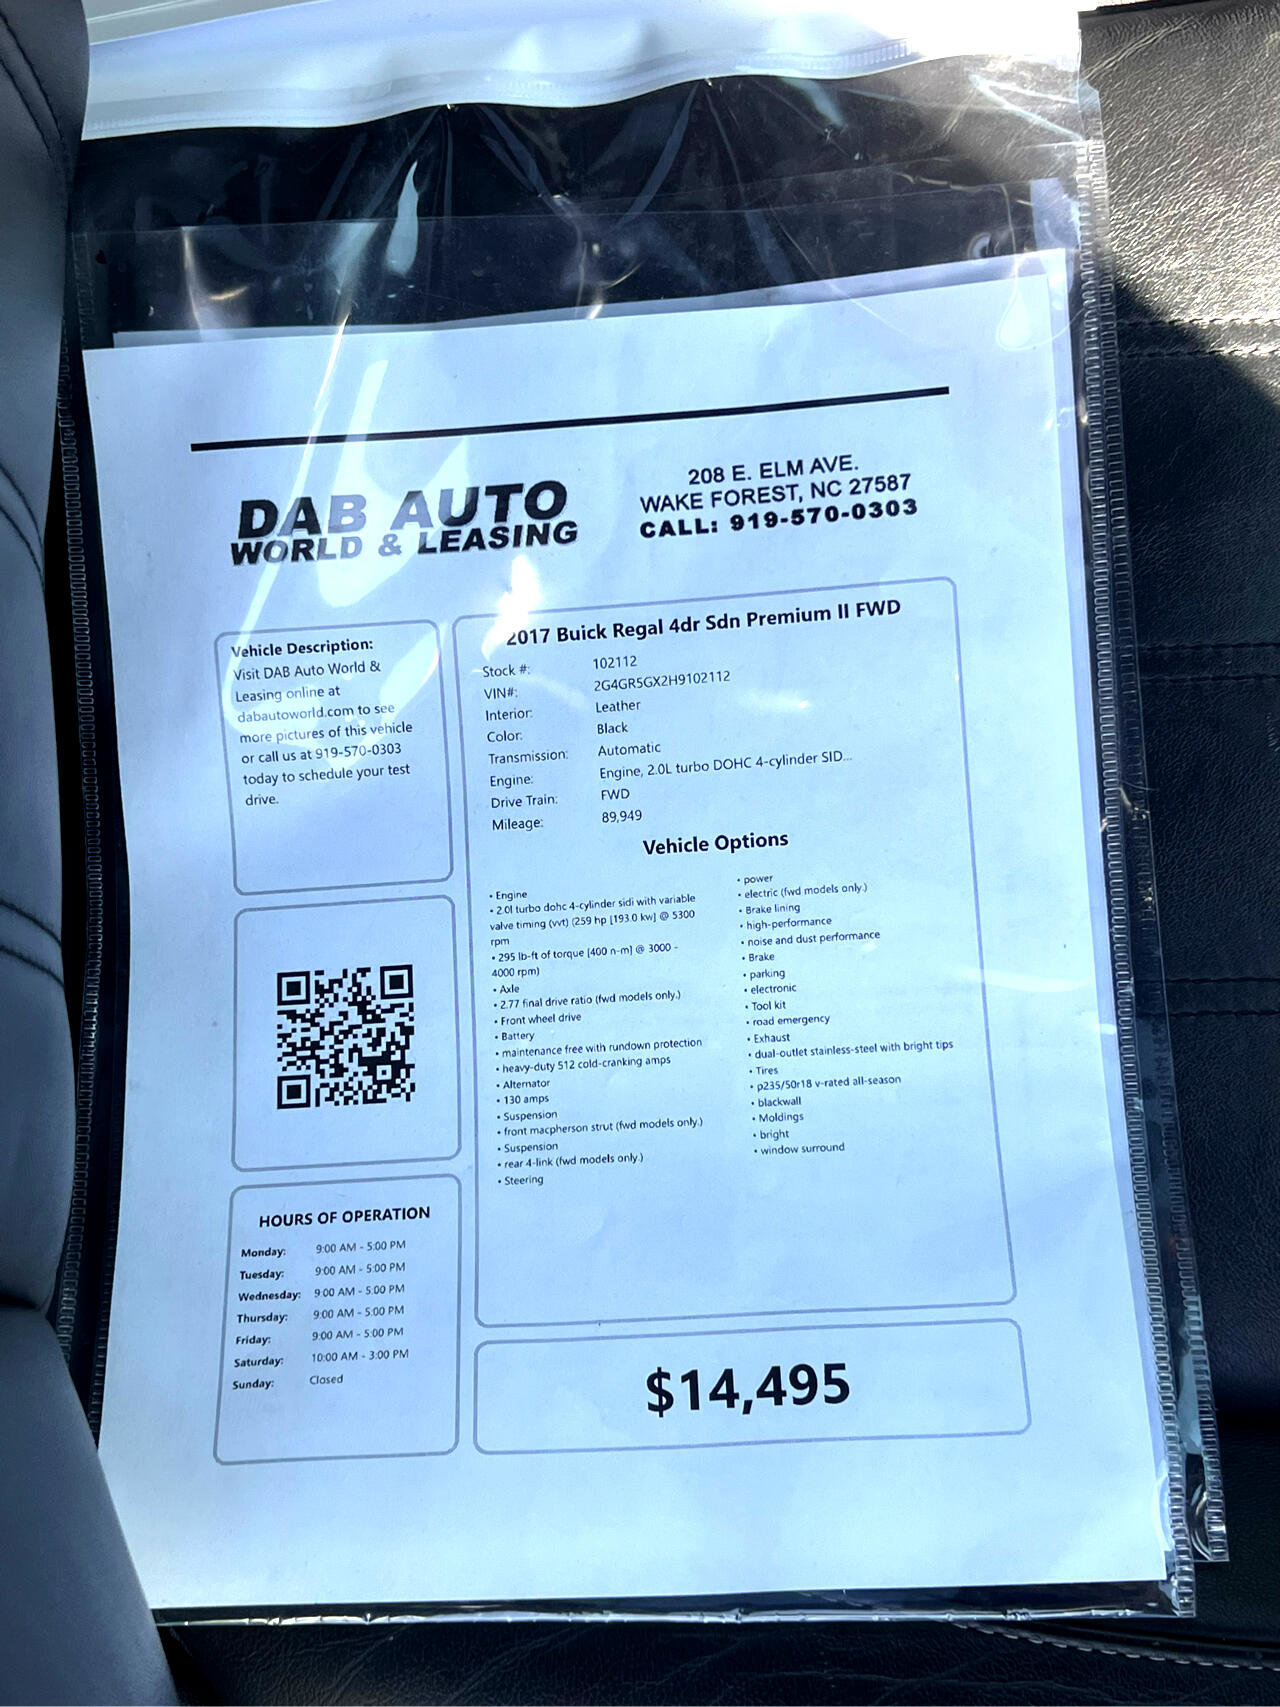 DAB AUTO
WORLD & LEASING
208 E. ELM AVE.
WAKE FOREST, NC 27587
CALL: 919-570-0303
Vehicle Description:
Visit DAB Auto World &
Leasing online at
dabautoworld.com to see
more pictures of this vehicle
or call us at 919-570-0303
today to schedule your test
drive.
2017 Buick Regal 4dr Sdn Premium II FWD
Stock #: 102112
VIN#: 2G4GR5GX2H9102112
Interior: Leather
Color: Black
Transmission: Automatic
Engine: Engine, 2.0L turbo DOHC 4-cylinder SID...
Drive Train: FWD
Mileage: 89,949
Vehicle Options
• Engine
• 2.0l turbo dohc 4-cylinder sidi with variable
valve timing (vvt) (259 hp [193.0 kw] @ 5300
rpm
• 295 lb-ft of torque [400 n-m] @ 3000 -
4000 rpm)
• Axle
• 2.77 final drive ratio (fwd models only.)
• Front wheel drive
• Battery
• maintenance free with rundown protection
• heavy-duty 512 cold-cranking amps
• Alternator
• 130 amps
• Suspension
• front macpherson strut (fwd models only.)
• Suspension
• rear 4-link (fwd models only.)
• Steering
• power
• electric (fwd models only.)
• Brake lining
• high-performance
• noise and dust performance
• Brake
• parking
• electronic
• Tool kit
• road emergency
• Exhaust
• dual-outlet stainless-steel with bright tips
• Tires
• p235/50r18 v-rated all-season
• blackwall
• Moldings
• bright
• window surround
HOURS OF OPERATION
Monday: 9:00 AM - 5:00 PM
Tuesday: 9:00 AM - 5:00 PM
Wednesday: 9:00 AM - 5:00 PM
Thursday: 9:00 AM - 5:00 PM
Friday: 9:00 AM - 5:00 PM
Saturday: 10:00 AM - 3:00 PM
Sunday: Closed
$14,495